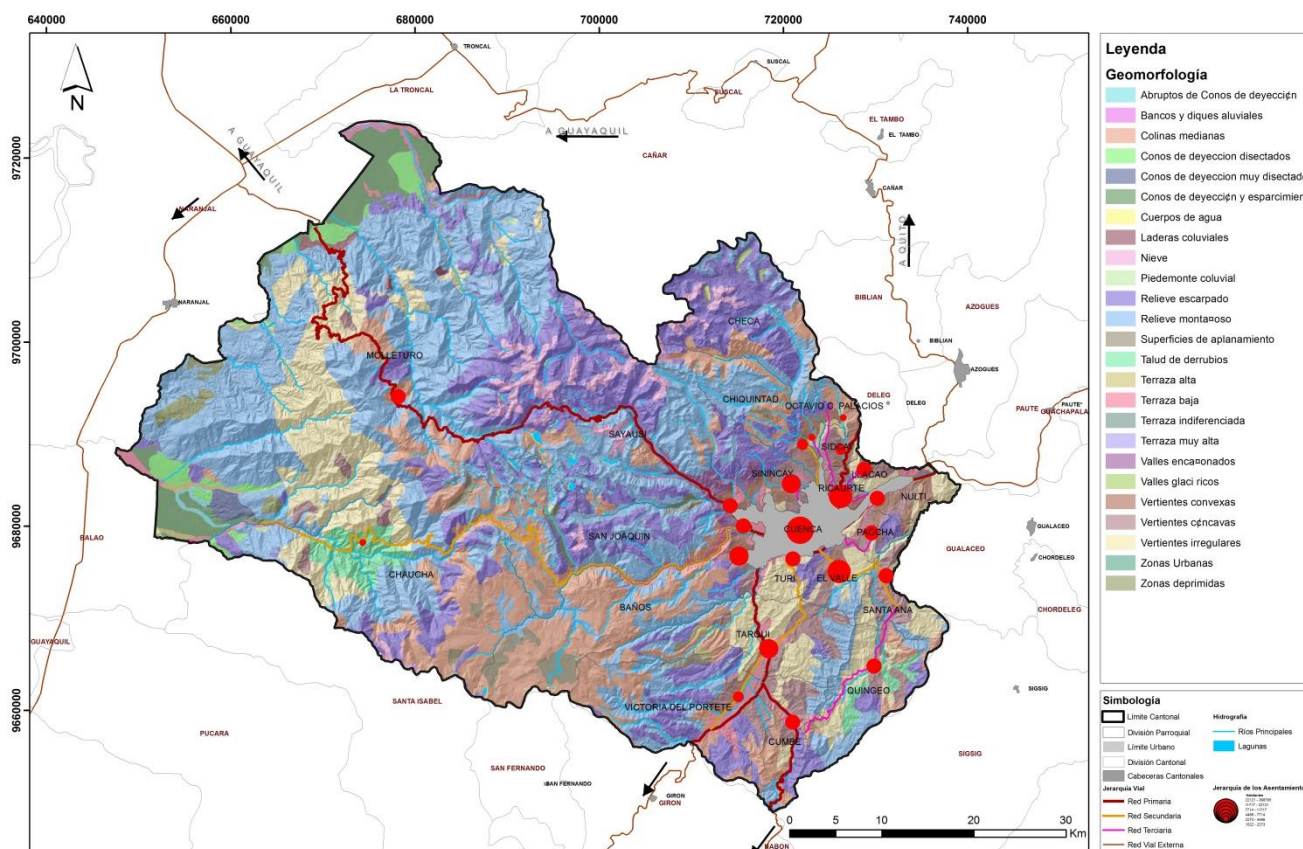 640000 660000 680000 700000 720000 740000
9720000
9700000
9680000
9660000
N
TRONCAL
SUSCAL
LA TRONCAL
SUSCAL
EL TAMBO
EL TAMBO
A GUAYAQUIL
A GUAYAQUIL
CAÑAR
CAÑAR
NARANJAL
A QUITO
NARANJAL
BIBLIAN
AZOGUES
CHECA
BIBLIAN
MOLLETURO
AZOGUES
CHIQUINTAD
DELEG
OCTAVIO C. PALACIOS
DELEG
PAUTE
PAUTE
GUACHAPALA
SAYAUSI
SIDCAY
SININCAY
LLACAO
RICAURTE
NULTI
CUENCA
PACCHA
GUALACEO
SAN JOAQUIN
BALAO
GUALACEO
CHORDELEG
CHAUCHA
TURI
EL VALLE
BAÑOS
SANTA ANA
CHORDELEG
TARQUI
GUAYAQUIL
QUINGEO
SIGSIG
SANTA ISABEL
VICTORIA DEL PORTETE
PUCARA
CUMBE
SIGSIG
SAN FERNANDO
SAN FERNANDO
GIRON
GIRON
NABON
0 5 10 20 30
Km
Leyenda
Geomorfología
Abruptos de Conos de deyecc¢n
Bancos y diques aluviales
Colinas medianas
Conos de deyeccion disectados
Conos de deyeccion muy disectado
Conos de deyecc¢n y esparcimien
Cuerpos de agua
Laderas coluviales
Nieve
Piedemonte coluvial
Relieve escarpado
Relieve monta¤oso
Superficies de aplanamiento
Talud de derrubios
Terraza alta
Terraza baja
Terraza indiferenciada
Terraza muy alta
Valles enca¤onados
Valles glaci ricos
Vertientes convexas
Vertientes c¢ncavas
Vertientes irregulares
Zonas Urbanas
Zonas deprimidas
Simbología
Límite Cantonal
División Parroquial
Límite Urbano
División Cantonal
Cabeceras Cantonales
Hidrografía
Ríos Principales
Lagunas
Jerarquía Vial
Red Primaria
Red Secundaria
Red Terciaria
Red Vial Externa
Jerarquía de los Asentamiento